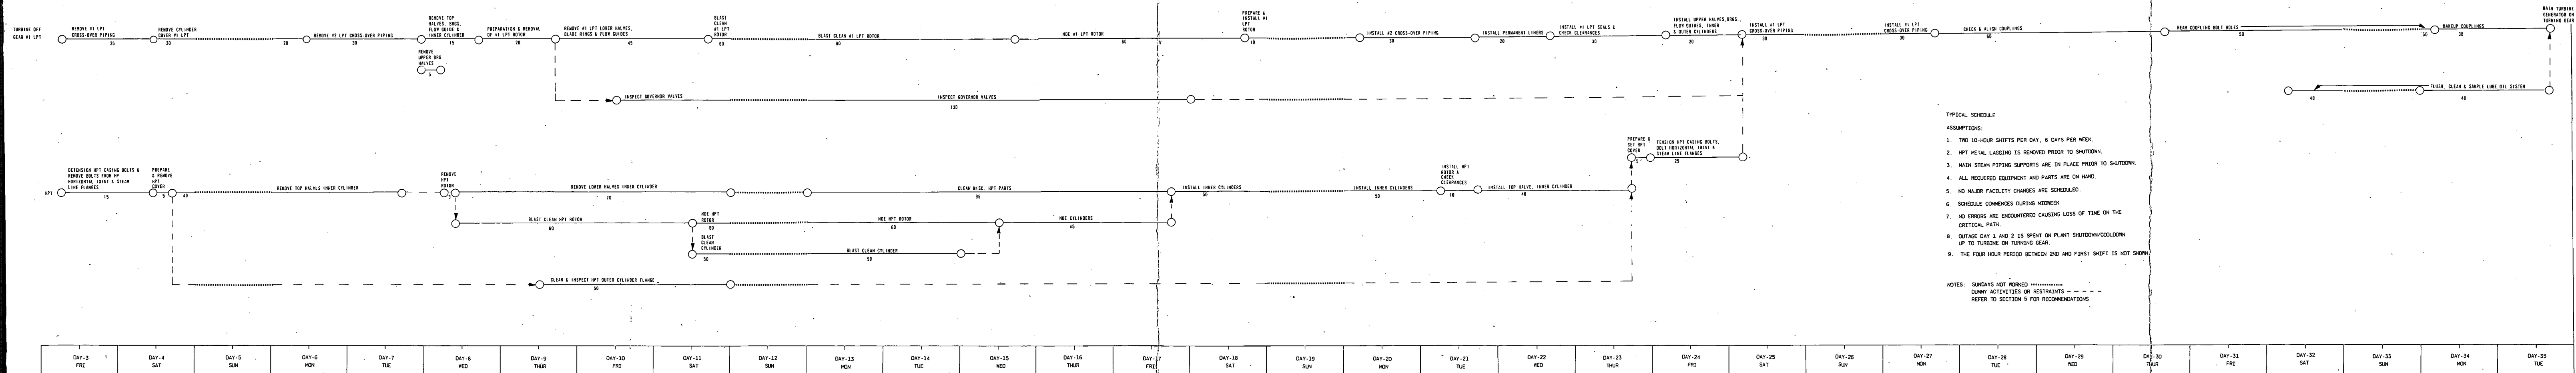 TURBINE OFF
GEAR #1 LPT
REMOVE #1 LPT
CROSS-OVER PIPING
25
REMOVE CYLINDER
COVER #1 LPT
20
20
REMOVE #2 LPT CROSS-OVER PIPING
30
REMOVE TOP
HALVES, BRGS,
FLOW GUIDE &
INNER CYLINDER
15
PREPARATION & REMOVAL
OF #1 LPT ROTOR
20
REMOVE #1 LPT LOWER HALVES,
BLADE RINGS & FLOW GUIDES
45
BLAST
CLEAN
#1 LPT
ROTOR
60
BLAST CLEAN #1 LPT ROTOR
60
NDE #1 LPT ROTOR
60
PREPARE &
INSTALL #1
LPT
ROTOR
10
INSTALL #2 CROSS-OVER PIPING
30
INSTALL PERMANENT LINERS
20
INSTALL #1 LPT SEALS &
CHECK CLEARANCES
30
INSTALL UPPER HALVES,BRGS.,
FLOW GUIDES, INNER
& OUTER CYLINDERS
20
INSTALL #1 LPT
CROSS-OVER PIPING
30
INSTALL #1 LPT
CROSS-OVER PIPING
30
CHECK & ALIGN COUPLINGS
60
REAM COUPLING BOLT HOLES
50
50
MAKEUP COUPLINGS
30
MAIN TURBINE
GENERATOR ON
TURNING GEAR
REMOVE
UPPER BRG
HALVES
5
INSPECT GOVERNOR VALVES
INSPECT GOVERNOR VALVES
130
FLUSH, CLEAN & SAMPLE LUBE OIL SYSTEM
48
48
HPT
DETENSION HPT CASING BOLTS &
REMOVE BOLTS FROM HP
HORIZONTAL JOINT & STEAM
LINE FLANGES
15
PREPARE
& REMOVE
HPT
COVER
5
40
REMOVE TOP HALVES INNER CYLINDER
REMOVE
HPT
ROTOR
REMOVE LOWER HALVES INNER CYLINDER
70
CLEAN MISC. HPT PARTS
95
INSTALL INNER CYLINDERS
50
INSTALL INNER CYLINDERS
50
INSTALL HPT
ROTOR &
CHECK
CLEARANCES
10
INSTALL TOP HALVE, INNER CYLINDER
40
PREPARE &
SET HPT
COVER
5
TENSION HPT CASING BOLTS,
BOLT HORIZONTAL JOINT &
STEAM LINE FLANGES
25
BLAST CLEAN HPT ROTOR
60
NDE HPT
ROTOR
NDE HPT ROTOR
60
NDE CYLINDERS
45
BLAST
CLEAN
CYLINDER
50
BLAST CLEAN CYLINDER
50
CLEAN & INSPECT HPT OUTER CYLINDER FLANGE
50
TYPICAL SCHEDULE
ASSUMPTIONS:
1. TWO 10-HOUR SHIFTS PER DAY, 6 DAYS PER WEEK.
2. HPT METAL LAGGING IS REMOVED PRIOR TO SHUTDOWN.
3. MAIN STEAM PIPING SUPPORTS ARE IN PLACE PRIOR TO SHUTDOWN.
4. ALL REQUIRED EQUIPMENT AND PARTS ARE ON HAND.
5. NO MAJOR FACILITY CHANGES ARE SCHEDULED.
6. SCHEDULE COMMENCES DURING MIDWEEK
7. NO ERRORS ARE ENCOUNTERED CAUSING LOSS OF TIME ON THE
CRITICAL PATH.
8. OUTAGE DAY 1 AND 2 IS SPENT ON PLANT SHUTDOWN/COOLDOWN
UP TO TURBINE ON TURNING GEAR.
9. THE FOUR HOUR PERIOD BETWEEN 2ND AND FIRST SHIFT IS NOT SHOWN
NOTES: SUNDAYS NOT WORKED
DUMMY ACTIVITIES OR RESTRAINTS - - - - -
REFER TO SECTION 5 FOR RECOMMENDATIONS
DAY-3 DAY-4 DAY-5 DAY-6 DAY-7 DAY-8 DAY-9 DAY-10 DAY-11 DAY-12 DAY-13 DAY-14 DAY-15 DAY-16 DAY-17 DAY-18 DAY-19 DAY-20 DAY-21 DAY-22 DAY-23 DAY-24 DAY-25 DAY-26 DAY-27 DAY-28 DAY-29 DAY-30 DAY-31 DAY-32 DAY-33 DAY-34 DAY-35
FRI SAT SUN MON TUE WED THUR FRI SAT SUN MON TUE WED THUR FRI SAT SUN MON TUE WED THUR FRI SAT SUN MON TUE WED THUR FRI SAT SUN MON TUE